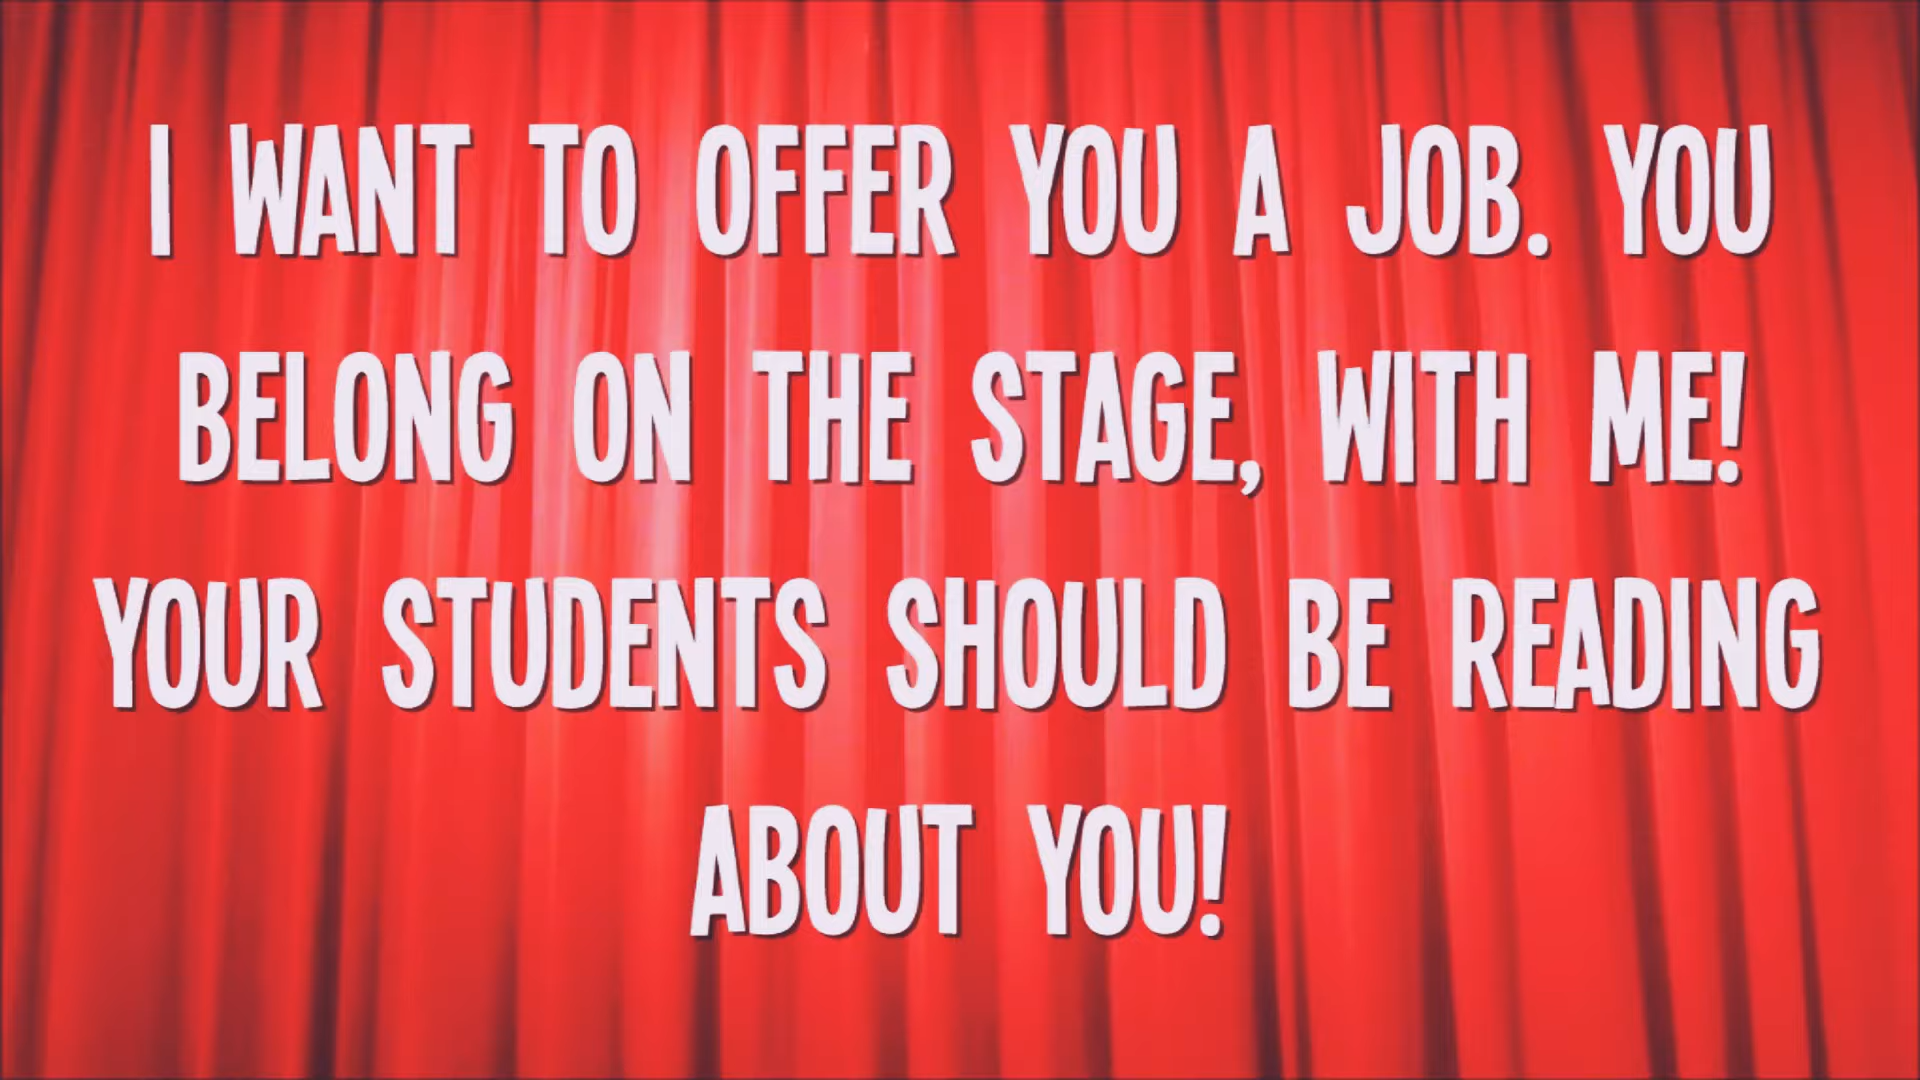 I WANT TO OFFER YOU A JOB. YOU
BELONG ON THE STAGE, WITH ME!
YOUR STUDENTS SHOULD BE READING
ABOUT YOU!